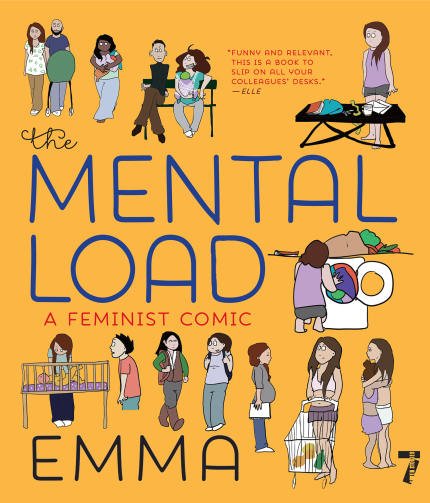 "FUNNY AND RELEVANT,
THIS IS A BOOK TO
SLIP ON ALL YOUR
COLLEAGUES' DESKS."
— ELLE
the
MENTAL
LOAD
A FEMINIST COMIC
EMMA
7